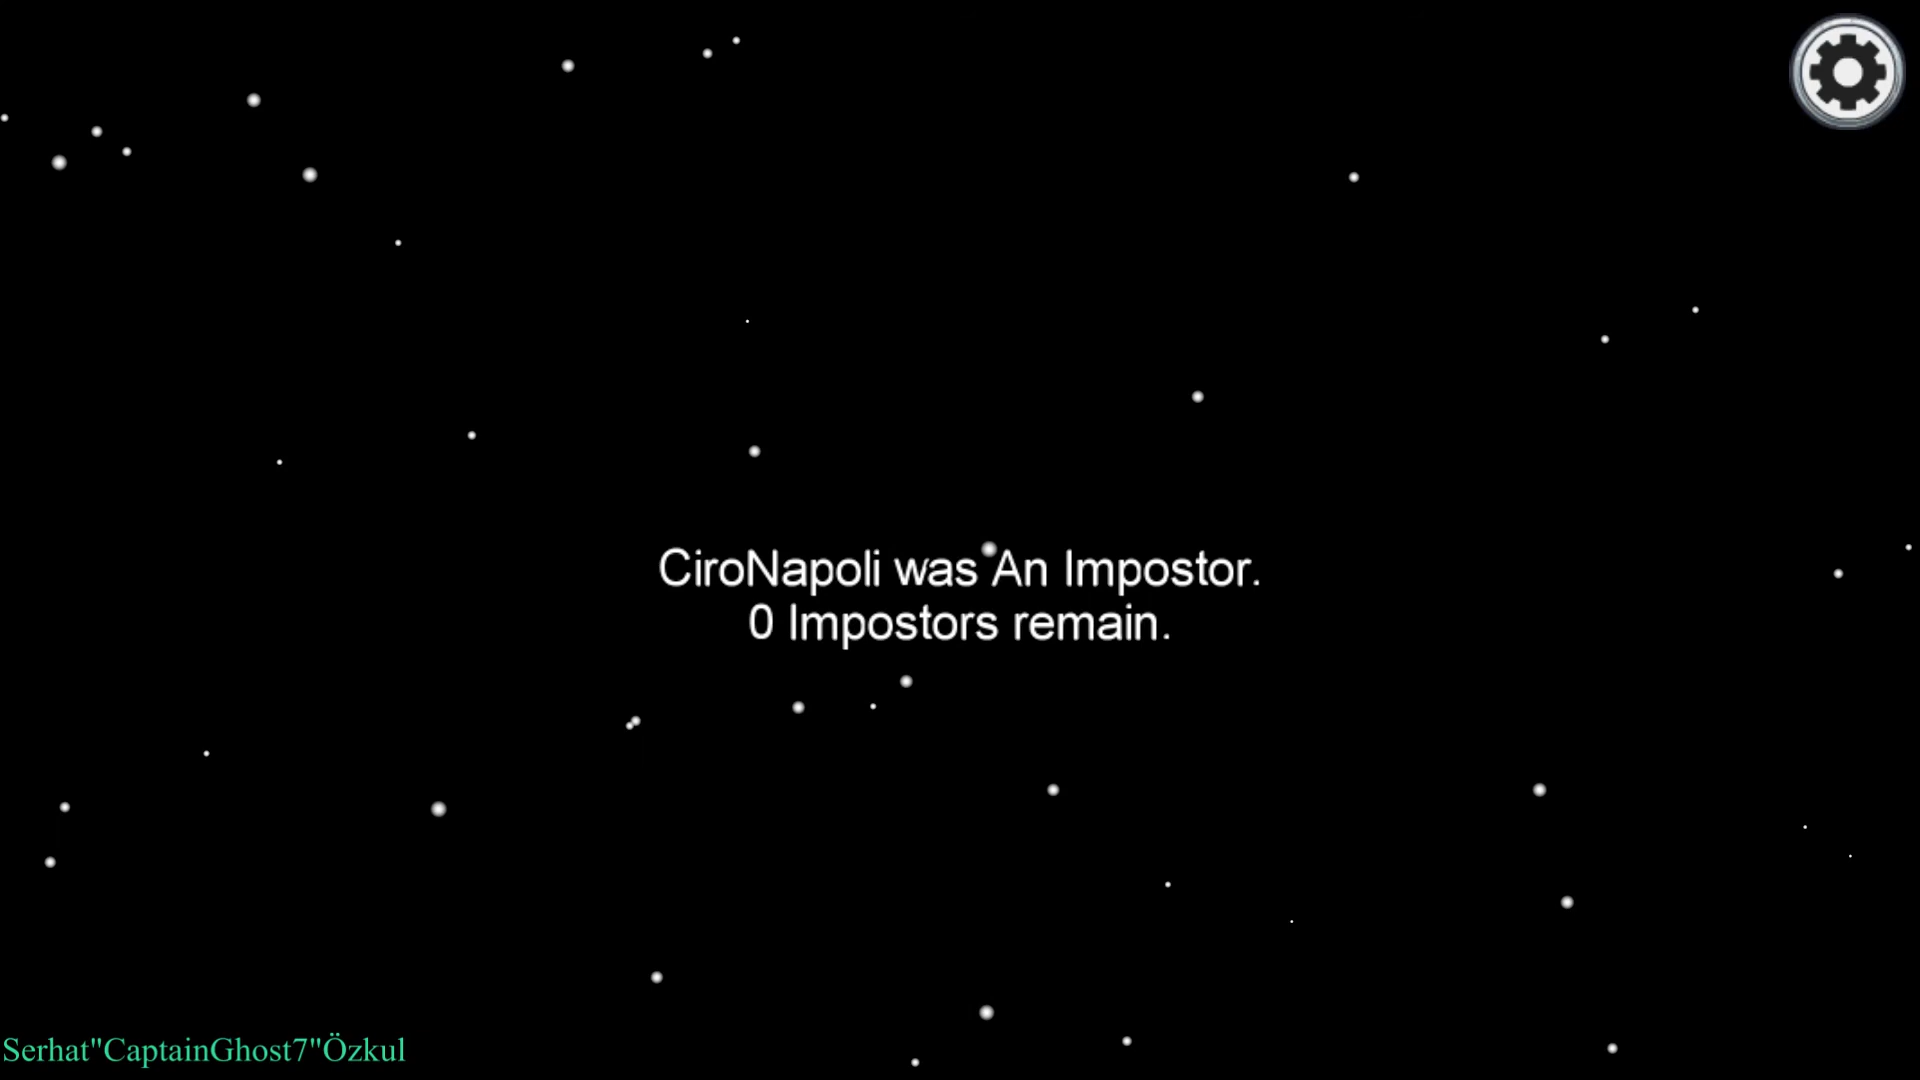 CiroNapoli was An Impostor.
0 Impostors remain.
Serhat"CaptainGhost7"Özkul